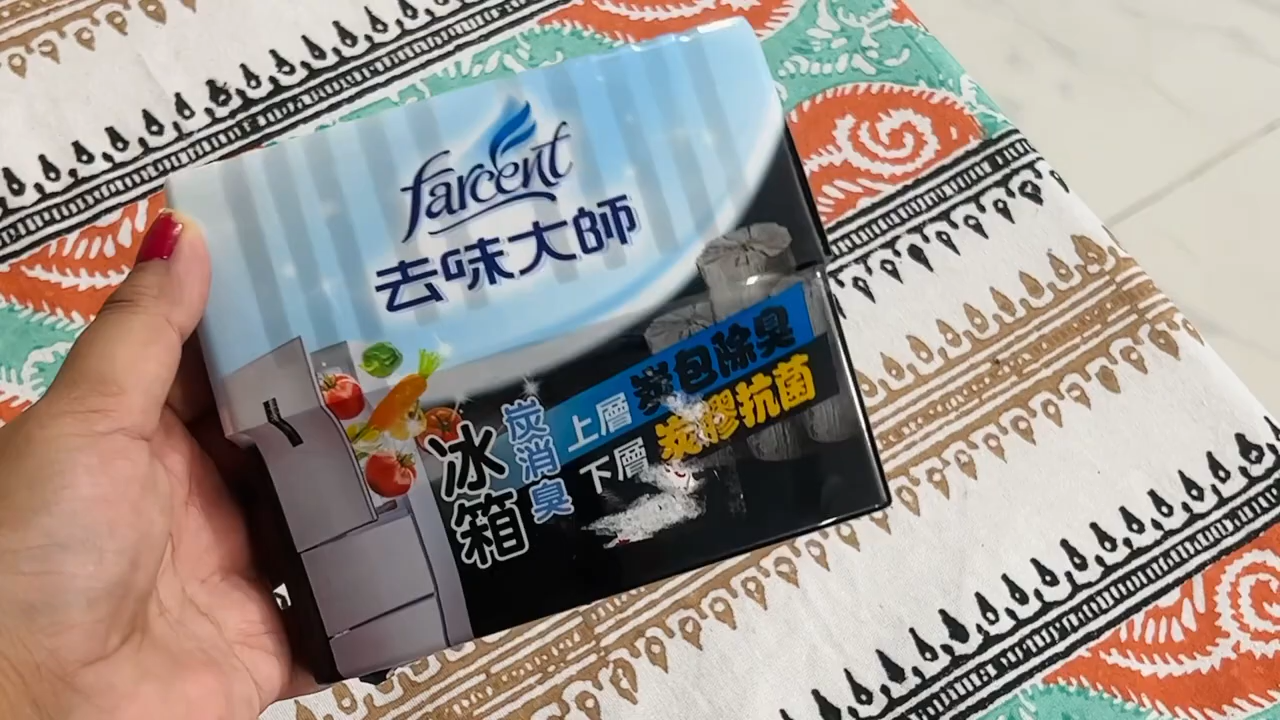 farcent
去味大師
冰箱
炭消臭
上層 炭包除臭
下層 炭膠抗菌